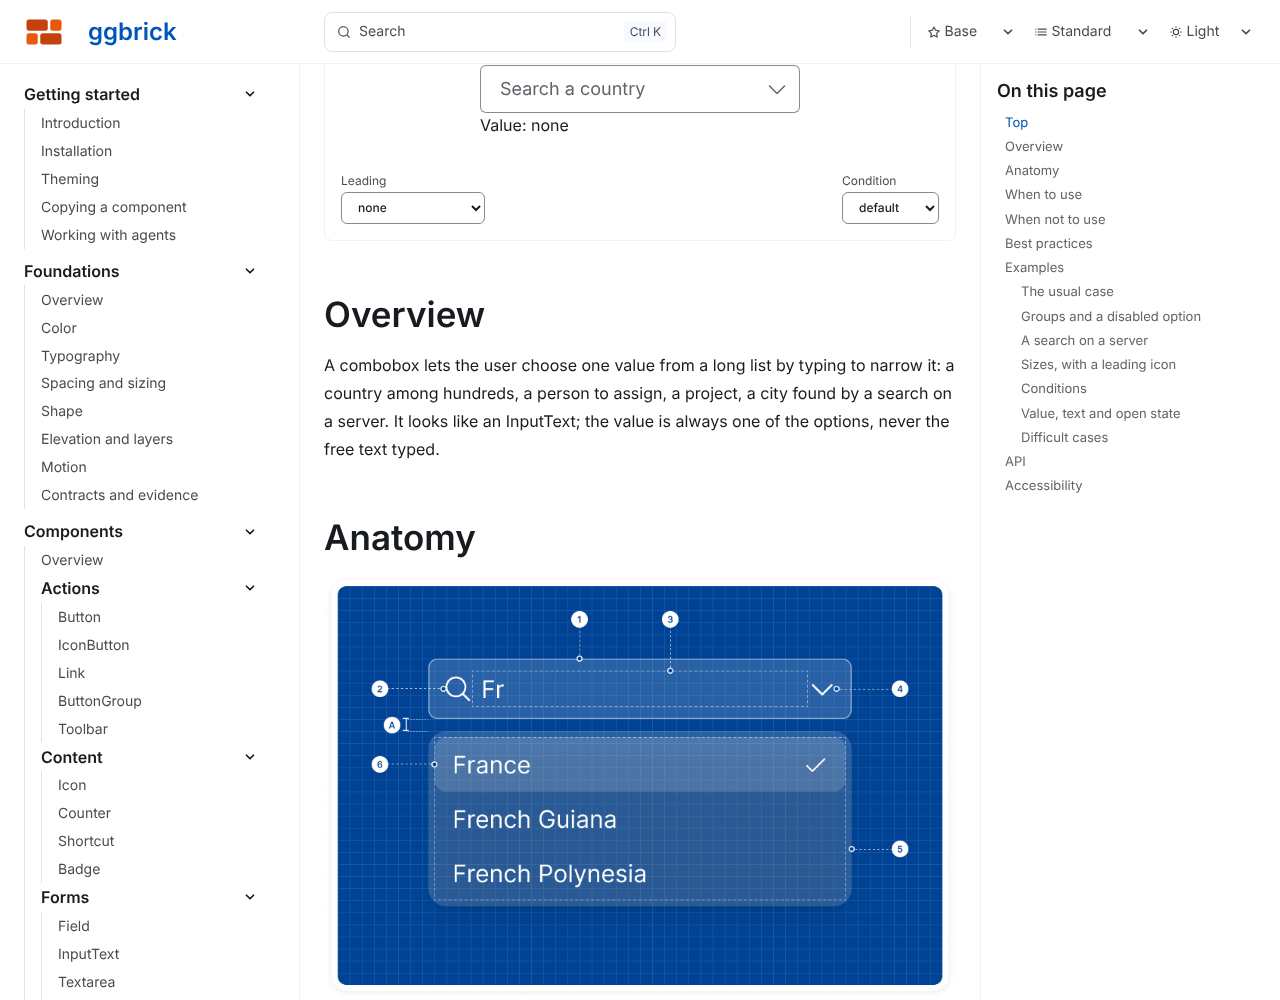 ggbrick
Search
Ctrl K
Base
Standard
Light
Getting started
Introduction
Installation
Theming
Copying a component
Working with agents
Foundations
Overview
Color
Typography
Spacing and sizing
Shape
Elevation and layers
Motion
Contracts and evidence
Components
Overview
Actions
Button
IconButton
Link
ButtonGroup
Toolbar
Content
Icon
Counter
Shortcut
Badge
Forms
Field
InputText
Textarea
Search a country
Value: none
Leading
none
Condition
default
Overview
A combobox lets the user choose one value from a long list by typing to narrow it: a
country among hundreds, a person to assign, a project, a city found by a search on
a server. It looks like an InputText; the value is always one of the options, never the
free text typed.
Anatomy
1
3
2
Fr
4
A
6
France
French Guiana
5
French Polynesia
On this page
Top
Overview
Anatomy
When to use
When not to use
Best practices
Examples
The usual case
Groups and a disabled option
A search on a server
Sizes, with a leading icon
Conditions
Value, text and open state
Difficult cases
API
Accessibility